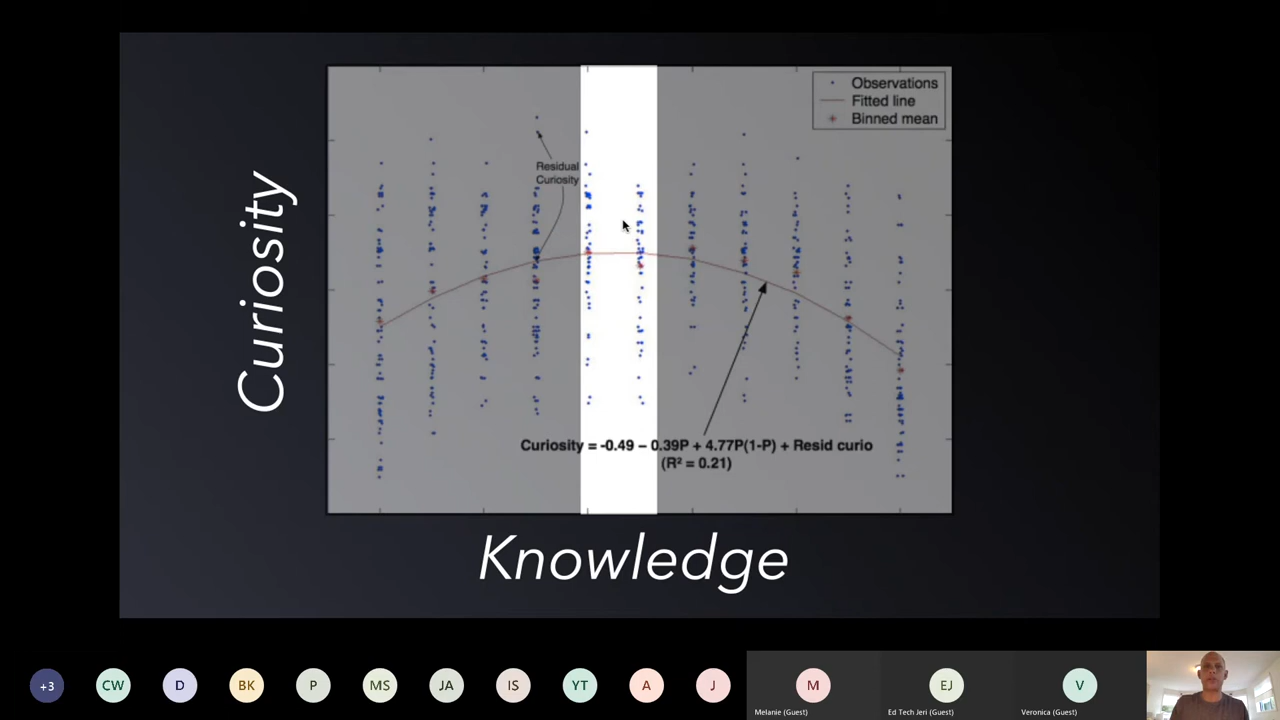 Observations
Fitted line
Binned mean
Residual
Curiosity
Curiosity
Curiosity = -0.49 – 0.39P + 4.77P(1-P) + Resid curio
(R² = 0.21)
Knowledge
+3
CW
D
BK
P
MS
JA
IS
YT
A
J
M
EJ
V
Melanie (Guest)
Ed Tech Jeri (Guest)
Veronica (Guest)